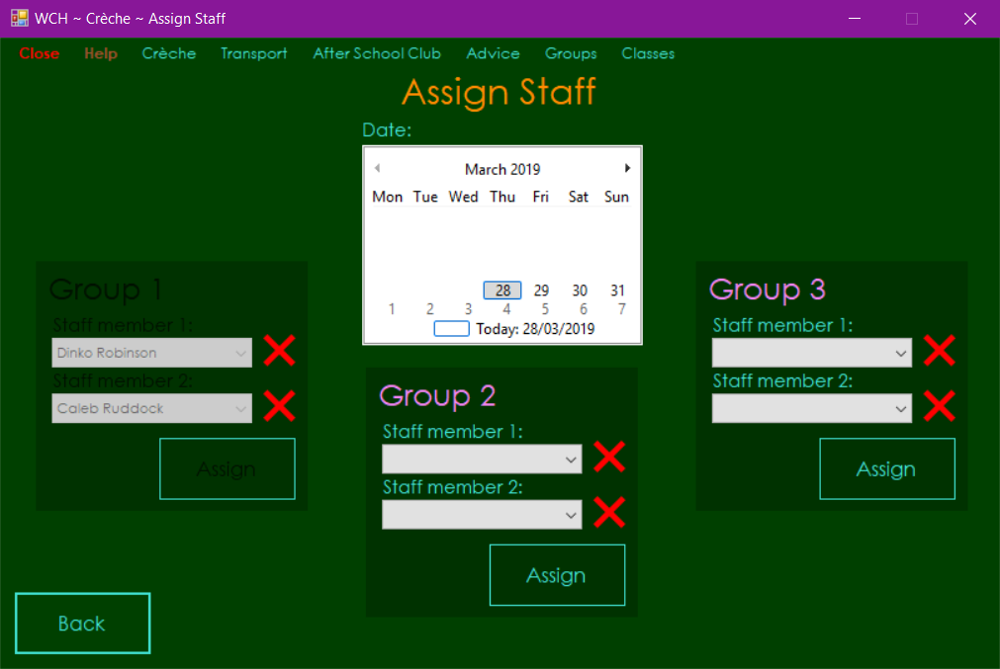 WCH ~ Crèche ~ Assign Staff
Close Help Crèche Transport After School Club Advice Groups Classes
Assign Staff
Date:
March 2019
Mon Tue Wed Thu Fri Sat Sun
28 29 30 31
1 2 3 4 5 6 7
Today: 28/03/2019
Group 1
Staff member 1:
Dinko Robinson
Staff member 2:
Caleb Ruddock
Assign
Group 2
Staff member 1:
Staff member 2:
Assign
Group 3
Staff member 1:
Staff member 2:
Assign
Back